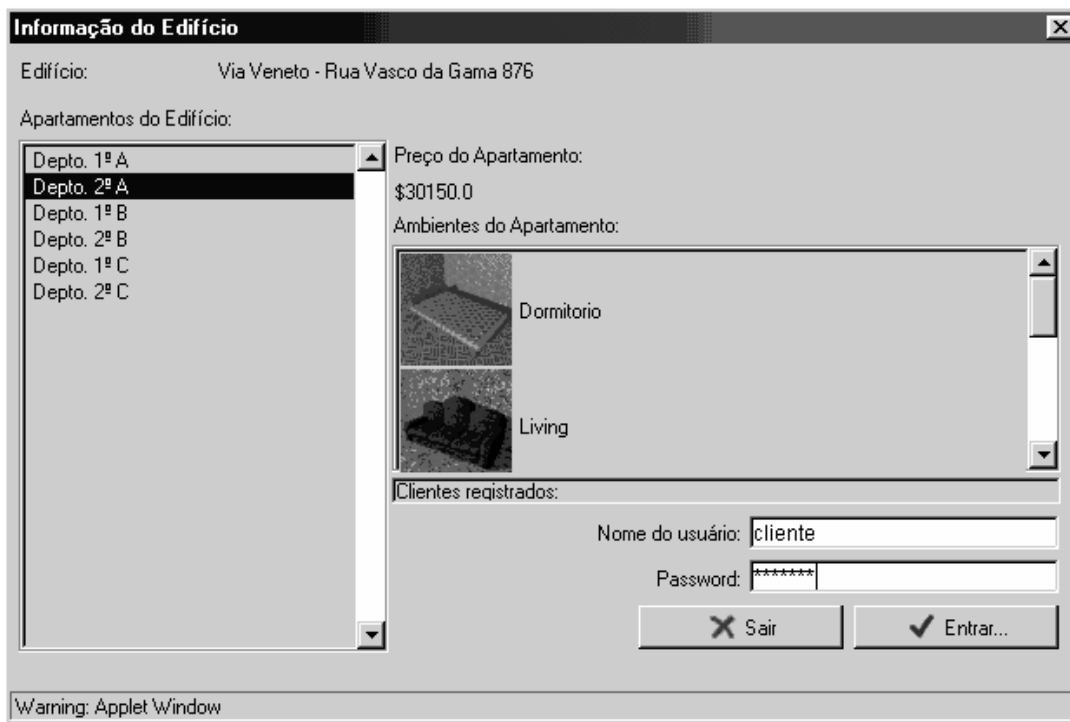 Informação do Edifício
Edifício: Via Veneto - Rua Vasco da Gama 876
Apartamentos do Edifício:
Depto. 1º A
Depto. 2º A
Depto. 1º B
Depto. 2º B
Depto. 1º C
Depto. 2º C
Preço do Apartamento:
$30150.0
Ambientes do Apartamento:
Dormitorio
Living
Clientes registrados:
Nome do usuário: cliente
Password: *******
Sair
Entrar...
Warning: Applet Window